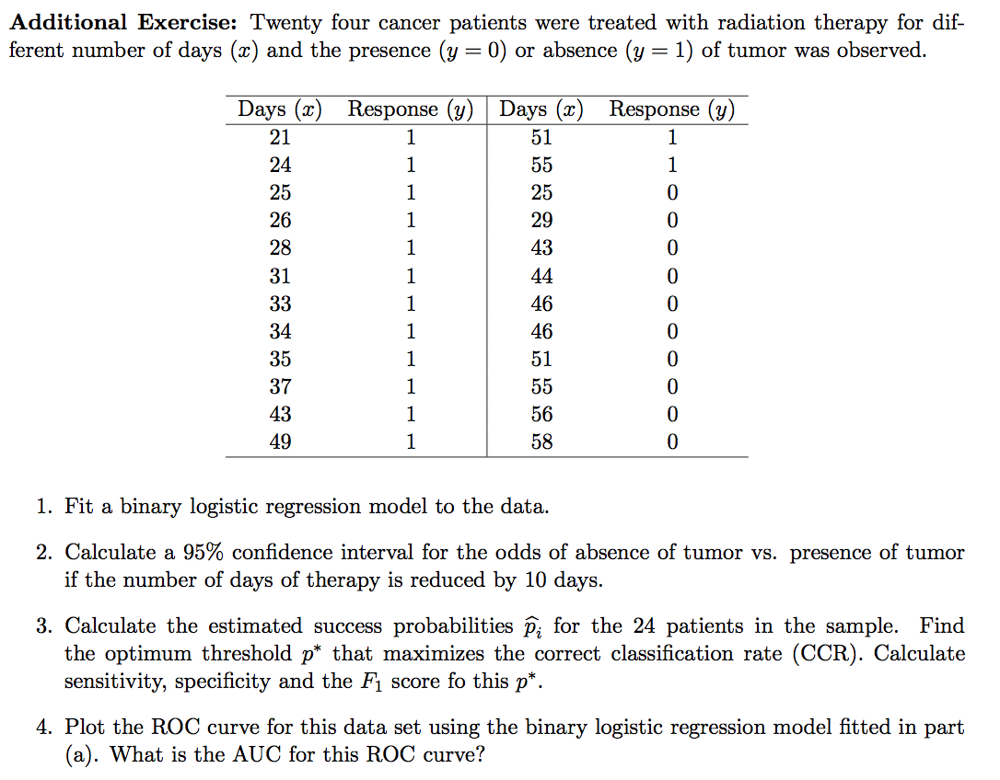 Additional Exercise: Twenty four cancer patients were treated with radiation therapy for dif-
ferent number of days (x) and the presence (y = 0) or absence (y = 1) of tumor was observed.
Days (x) Response (y) Days (x) Response (y)
21 1 51 1
24 1 55 1
25 1 25 0
26 1 29 0
28 1 43 0
31 1 44 0
33 1 46 0
34 1 46 0
35 1 51 0
37 1 55 0
43 1 56 0
49 1 58 0
1. Fit a binary logistic regression model to the data.
2. Calculate a 95% confidence interval for the odds of absence of tumor vs. presence of tumor
if the number of days of therapy is reduced by 10 days.
3. Calculate the estimated success probabilities p̂ᵢ for the 24 patients in the sample. Find
the optimum threshold p* that maximizes the correct classification rate (CCR). Calculate
sensitivity, specificity and the F₁ score fo this p*.
4. Plot the ROC curve for this data set using the binary logistic regression model fitted in part
(a). What is the AUC for this ROC curve?